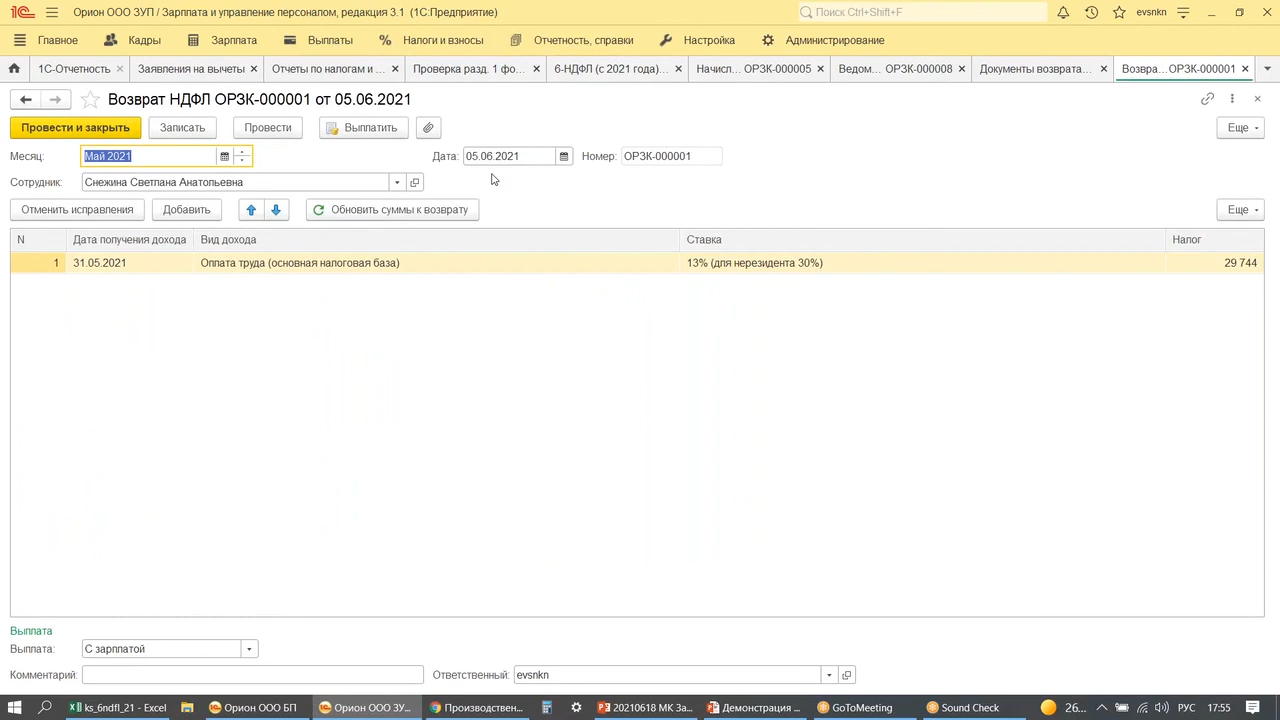 Орион ООО ЗУП / Зарплата и управление персоналом, редакция 3.1 (1С:Предприятие)
Поиск Ctrl+Shift+F
evsnkn
Главное
Кадры
Зарплата
Выплаты
Налоги и взносы
Отчетность, справки
Настройка
Администрирование
1С-Отчетность
Заявления на вычеты
Отчеты по налогам и ...
Проверка разд. 1 фо...
6-НДФЛ (с 2021 года)...
Начисл... ОРЗК-000005
Ведом... ОРЗК-000008
Документы возврата...
Возвра...ОРЗК-000001
Возврат НДФЛ ОРЗК-000001 от 05.06.2021
Провести и закрыть
Записать
Провести
Выплатить
Еще
Месяц:
Май 2021
Дата:
05.06.2021
Номер:
ОРЗК-000001
Сотрудник:
Снежина Светлана Анатольевна
Отменить исправления
Добавить
Обновить суммы к возврату
Еще
N
Дата получения дохода
Вид дохода
Ставка
Налог
1
31.05.2021
Оплата труда (основная налоговая база)
13% (для нерезидента 30%)
29 744
Выплата
Выплата:
С зарплатой
Комментарий:
Ответственный:
evsnkn
ks_6ndfl_21 - Excel
Орион ООО БП ...
Орион ООО ЗУ...
Производствен...
20210618 МК За...
Демонстрация ...
GoToMeeting
Sound Check
26...
РУС
17:55